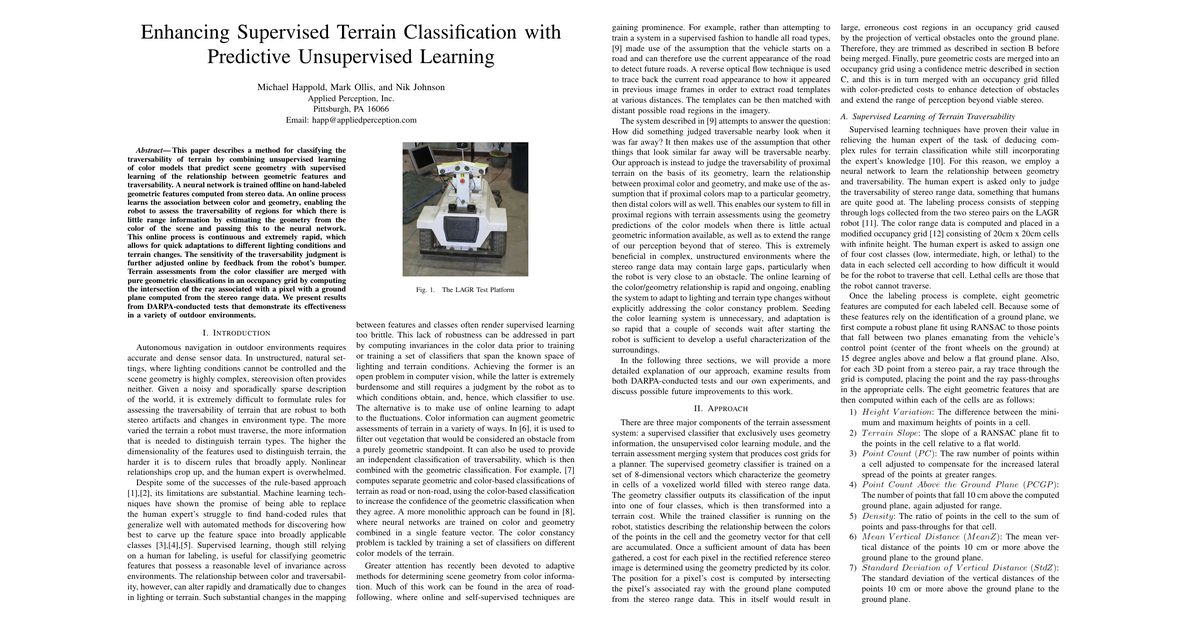 Enhancing Supervised Terrain Classification with
Predictive Unsupervised Learning
Michael Happold, Mark Ollis, and Nik Johnson
Applied Perception, Inc.
Pittsburgh, PA 16066
Email: happ@appliedperception.com
Abstract—This paper describes a method for classifying the
traversability of terrain by combining unsupervised learning
of color models that predict scene geometry with supervised
learning of the relationship between geometric features and
traversability. A neural network is trained offline on hand-labeled
geometric features computed from stereo data. An online process
learns the association between color and geometry, enabling the
robot to assess the traversability of regions for which there is
little range information by estimating the geometry from the
color of the scene and passing this to the neural network.
This online process is continuous and extremely rapid, which
allows for quick adaptations to different lighting conditions and
terrain changes. The sensitivity of the traversability judgment is
further adjusted online by feedback from the robot's bumper.
Terrain assessments from the color classifier are merged with
pure geometric classifications in an occupancy grid by computing
the intersection of the ray associated with a pixel with a ground
plane computed from the stereo range data. We present results
from DARPA-conducted tests that demonstrate its effectiveness
in a variety of outdoor environments.
I. INTRODUCTION
Autonomous navigation in outdoor environments requires
accurate and dense sensor data. In unstructured, natural set-
tings, where lighting conditions cannot be controlled and the
scene geometry is highly complex, stereovision often provides
neither. Given a noisy and sporadically sparse description
of the world, it is extremely difficult to formulate rules for
assessing the traversability of terrain that are robust to both
stereo artifacts and changes in environment type. The more
varied the terrain a robot must traverse, the more information
that is needed to distinguish terrain types. The higher the
dimensionality of the features used to distinguish terrain, the
harder it is to discern rules that broadly apply. Nonlinear
relationships crop up, and the human expert is overwhelmed.
Despite some of the successes of the rule-based approach
[1],[2], its limitations are substantial. Machine learning tech-
niques have shown the promise of being able to replace
the human expert's struggle to find hand-coded rules that
generalize well with automated methods for discovering how
best to carve up the feature space into broadly applicable
classes [3],[4],[5]. Supervised learning, though still relying
on a human for labeling, is useful for classifying geometric
features that possess a reasonable level of invariance across
environments. The relationship between color and traversabil-
ity, however, can alter rapidly and dramatically due to changes
in lighting or terrain. Such substantial changes in the mapping
Fig. 1. The LAGR Test Platform
between features and classes often render supervised learning
too brittle. This lack of robustness can be addressed in part
by computing invariances in the color data prior to training
or training a set of classifiers that span the known space of
lighting and terrain conditions. Achieving the former is an
open problem in computer vision, while the latter is extremely
burdensome and still requires a judgment by the robot as to
which conditions obtain, and, hence, which classifier to use.
The alternative is to make use of online learning to adapt
to the fluctuations. Color information can augment geometric
assessments of terrain in a variety of ways. In [6], it is used to
filter out vegetation that would be considered an obstacle from
a purely geometric standpoint. It can also be used to provide
an independent classification of traversability, which is then
combined with the geometric classification. For example, [7]
computes separate geometric and color-based classifications of
terrain as road or non-road, using the color-based classification
to increase the confidence of the geometric classification when
they agree. A more monolithic approach can be found in [8],
where neural networks are trained on color and geometry
combined in a single feature vector. The color constancy
problem is tackled by training a set of classifiers on different
color models of the terrain.
Greater attention has recently been devoted to adaptive
methods for determining scene geometry from color informa-
tion. Much of this work can be found in the area of road-
following, where online and self-supervised techniques are
gaining prominence. For example, rather than attempting to
train a system in a supervised fashion to handle all road types,
[9] made use of the assumption that the vehicle starts on a
road and can therefore use the current appearance of the road
to detect future roads. A reverse optical flow technique is used
to trace back the current road appearance to how it appeared
in previous image frames in order to extract road templates
at various distances. The templates can be then matched with
distant possible road regions in the imagery.
The system described in [9] attempts to answer the question:
How did something judged traversable nearby look when it
was far away? It then makes use of the assumption that other
things that look similar far away will be traversable nearby.
Our approach is instead to judge the traversability of proximal
terrain on the basis of its geometry, learn the relationship
between proximal color and geometry, and make use of the as-
sumption that if proximal colors map to a particular geometry,
then distal colors will as well. This enables our system to fill
in proximal regions with terrain assessments using the geometry
predictions of the color models when there is little actual
geometric information available, as well as to extend the range
of our perception beyond that of stereo. This is extremely
beneficial in complex, unstructured environments where the
stereo range data may contain large gaps, particularly when
the robot is very close to an obstacle. The online learning of
the color/geometry relationship is rapid and ongoing, enabling
the system to adapt to lighting and terrain type changes without
explicitly addressing the color constancy problem. Seeding
the color learning system is unnecessary, and adaptation is
so rapid that a couple of seconds wait after starting the
robot is sufficient to develop a useful characterization of the
surroundings.
In the following three sections, we will provide a more
detailed explanation of our approach, examine results from
both DARPA-conducted tests and our own experiments, and
discuss possible future improvements to this work.
II. APPROACH
There are three major components of the terrain assessment
system: a supervised classifier that exclusively uses geometry
information, the unsupervised color learning module, and the
terrain assessment merging system that produces cost grids for
a planner. The supervised geometry classifier is trained on a
set of 8-dimensional vectors which characterize the geometry
in cells of a voxelized world filled with stereo range data.
The geometry classifier outputs its classification of the input
into one of four classes, which is then transformed into a
terrain cost. While the trained classifier is running on the
robot, statistics describing the relationship between the colors
of the points in the accumulated and the geometry vector for that cell
are accumulated. Once a sufficient amount of data has been
gathered, a cost for each pixel in the rectified reference stereo
image is determined using the geometry predicted by its color.
The position for a pixel's cost is computed by intersecting
the pixel's associated ray with the ground plane computed
from the stereo range data. This in itself would result in
large, erroneous cost regions in an occupancy grid caused
by the projection of vertical obstacles onto the ground plane.
Therefore, they are trimmed as described in section B before
being merged. Finally, pure geometric costs are merged into an
occupancy grid using a confidence metric described in section
C, and this is in turn merged with an occupancy grid filled
with color-predicted costs to enhance detection of obstacles
and extend the range of perception beyond viable stereo.
A. Supervised Learning of Terrain Traversability
Supervised learning techniques have proven their value in
relieving the human expert of the task of deducing com-
plex rules for terrain classification while still incorporating
the expert's knowledge [10]. For this reason, we employ a
neural network to learn the relationship between geometry
and traversability. The human expert is asked only to judge
the traversability of stereo range data, something that humans
are quite good at. The labeling process consists of stepping
through logs collected from the two stereo pairs on the LAGR
robot [11]. The color range data is computed and placed in a
modified occupancy grid [12] consisting of 20cm x 20cm cells
with infinite height. The human expert is asked to assign one
of four cost classes (low, intermediate, high, or lethal) to the
data in each selected cell according to how difficult it would
be for the robot to traverse that cell. Lethal cells are those that
the robot cannot traverse.
Once the labeling process is complete, eight geometric
features are computed for each labeled cell. Because some of
these features rely on the identification of a ground plane, we
first compute a robust plane fit using RANSAC to those points
that fall between two planes emanating from the vehicle's
control point (center of the front wheels on the ground) at
15 degree angles above and below a flat ground plane. Also,
for each 3D point from a stereo pair, a ray trace through the
grid is computed, placing the point and the ray pass-throughs
in the appropriate cells. The eight geometric features that are
then computed within each of the cells are as follows:
1) Height Variation: The difference between the mini-
mum and maximum heights of points in a cell.
2) Terrain Slope: The slope of a RANSAC plane fit to
the points in the cell relative to a flat world.
3) Point Count (PC): The raw number of points within
a cell adjusted to compensate for the increased lateral
spread of the points at greater ranges.
4) Point Count Above the Ground Plane (PCGP):
The number of points that fall 10 cm above the computed
ground plane, again adjusted for range.
5) Density: The ratio of points in the cell to the sum of
points and pass-throughs for that cell.
6) Mean Vertical Distance (MeanZ): The mean ver-
tical distance of the points 10 cm or more above the
ground plane to the ground plane.
7) Standard Deviation of Vertical Distance (StdZ):
The standard deviation of the vertical distances of the
points 10 cm or more above the ground plane to the
ground plane.